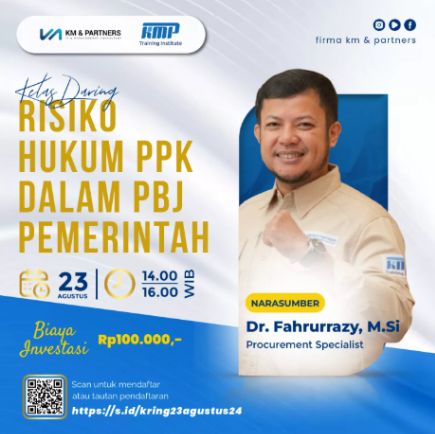 KM & PARTNERS
KMP
Training Institute
firma km & partners
Kelas Daring
RISIKO
HUKUM PPK
DALAM PBJ
PEMERINTAH
23
AGUSTUS
14.00
16.00
WIB
KMP
NARASUMBER
Dr. Fahrurrazy, M.Si
Procurement Specialist
Biaya
Investasi
Rp100.000,-
Scan untuk mendaftar
atau tautan pendaftaran
https://s.id/kring23agustus24